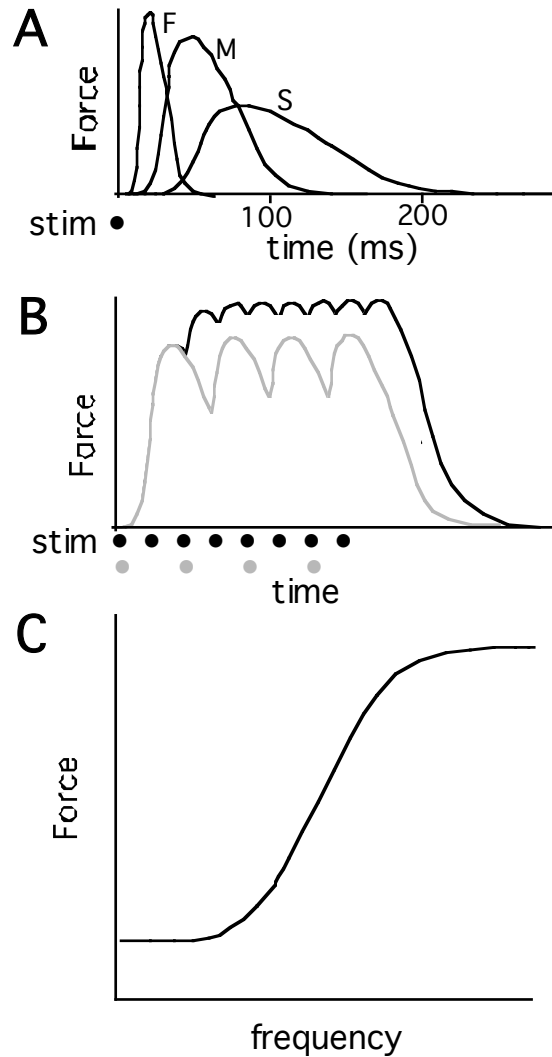 A
F
M
S
Force
100 200
stim
time (ms)
B
Force
stim
time
C
Force
frequency